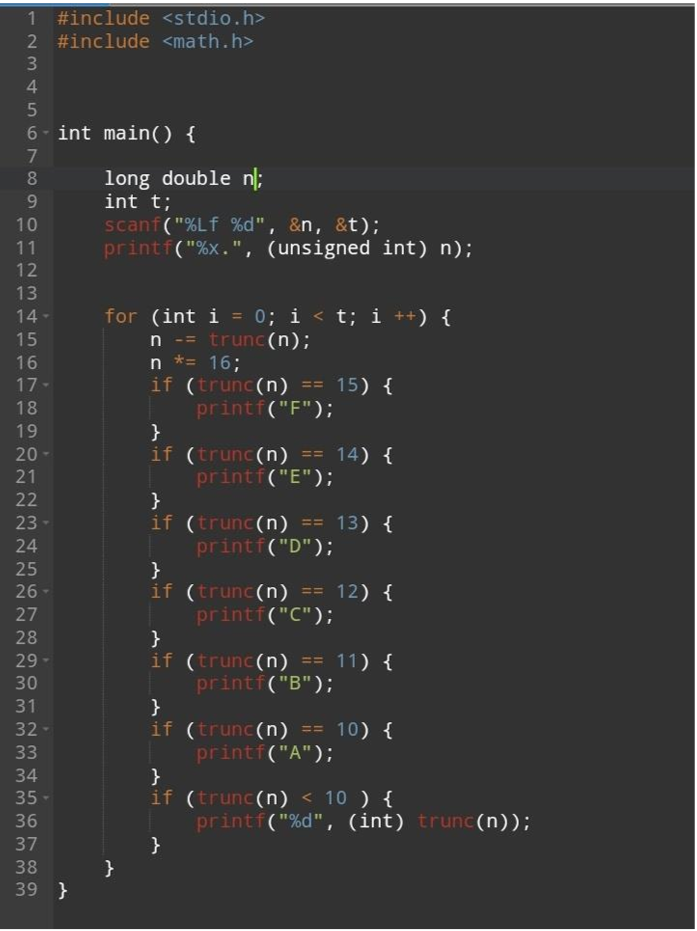 1 #include <stdio.h>
2 #include <math.h>
3
4
5
6 int main() {
7
8     long double n;
9     int t;
10     scanf("%Lf %d", &n, &t);
11     printf("%x.", (unsigned int) n);
12
13
14     for (int i = 0; i < t; i ++) {
15         n -= trunc(n);
16         n *= 16;
17         if (trunc(n) == 15) {
18             printf("F");
19         }
20         if (trunc(n) == 14) {
21             printf("E");
22         }
23         if (trunc(n) == 13) {
24             printf("D");
25         }
26         if (trunc(n) == 12) {
27             printf("C");
28         }
29         if (trunc(n) == 11) {
30             printf("B");
31         }
32         if (trunc(n) == 10) {
33             printf("A");
34         }
35         if (trunc(n) < 10 ) {
36             printf("%d", (int) trunc(n));
37         }
38     }
39 }